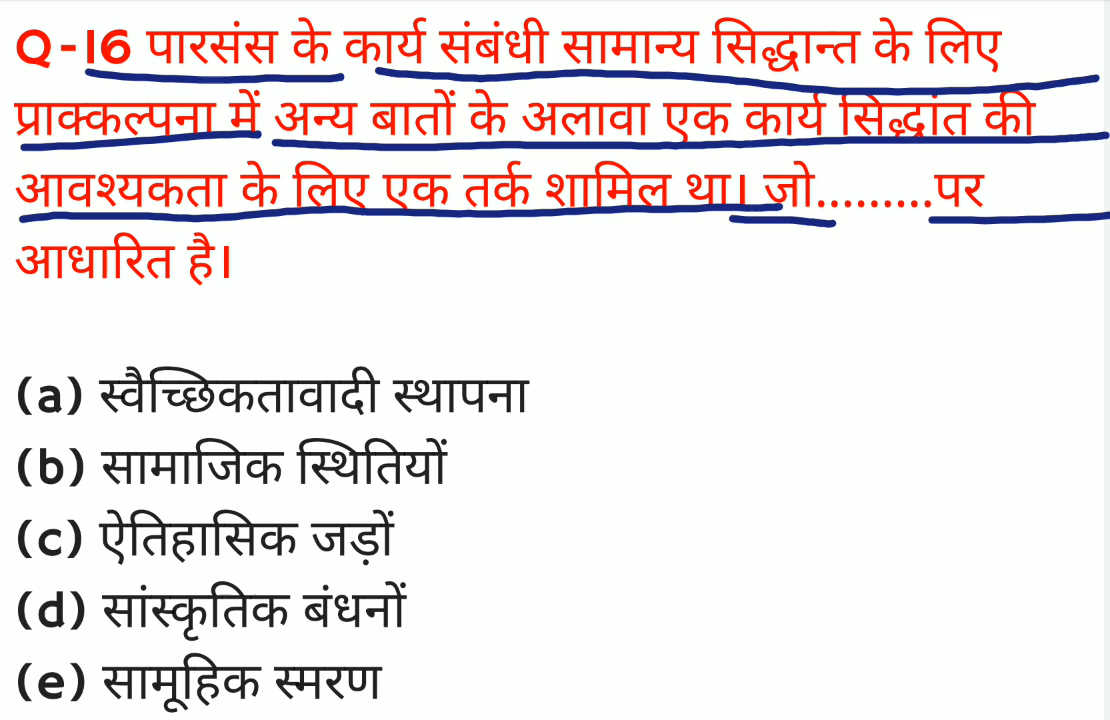 Q-16 पारसंस के कार्य संबंधी सामान्य सिद्धान्त के लिए
प्राक्कल्पना में अन्य बातों के अलावा एक कार्य सिद्धांत की
आवश्यकता के लिए एक तर्क शामिल था। जो.........पर
आधारित है।
(a) स्वैच्छिकतावादी स्थापना
(b) सामाजिक स्थितियों
(c) ऐतिहासिक जड़ों
(d) सांस्कृतिक बंधनों
(e) सामूहिक स्मरण